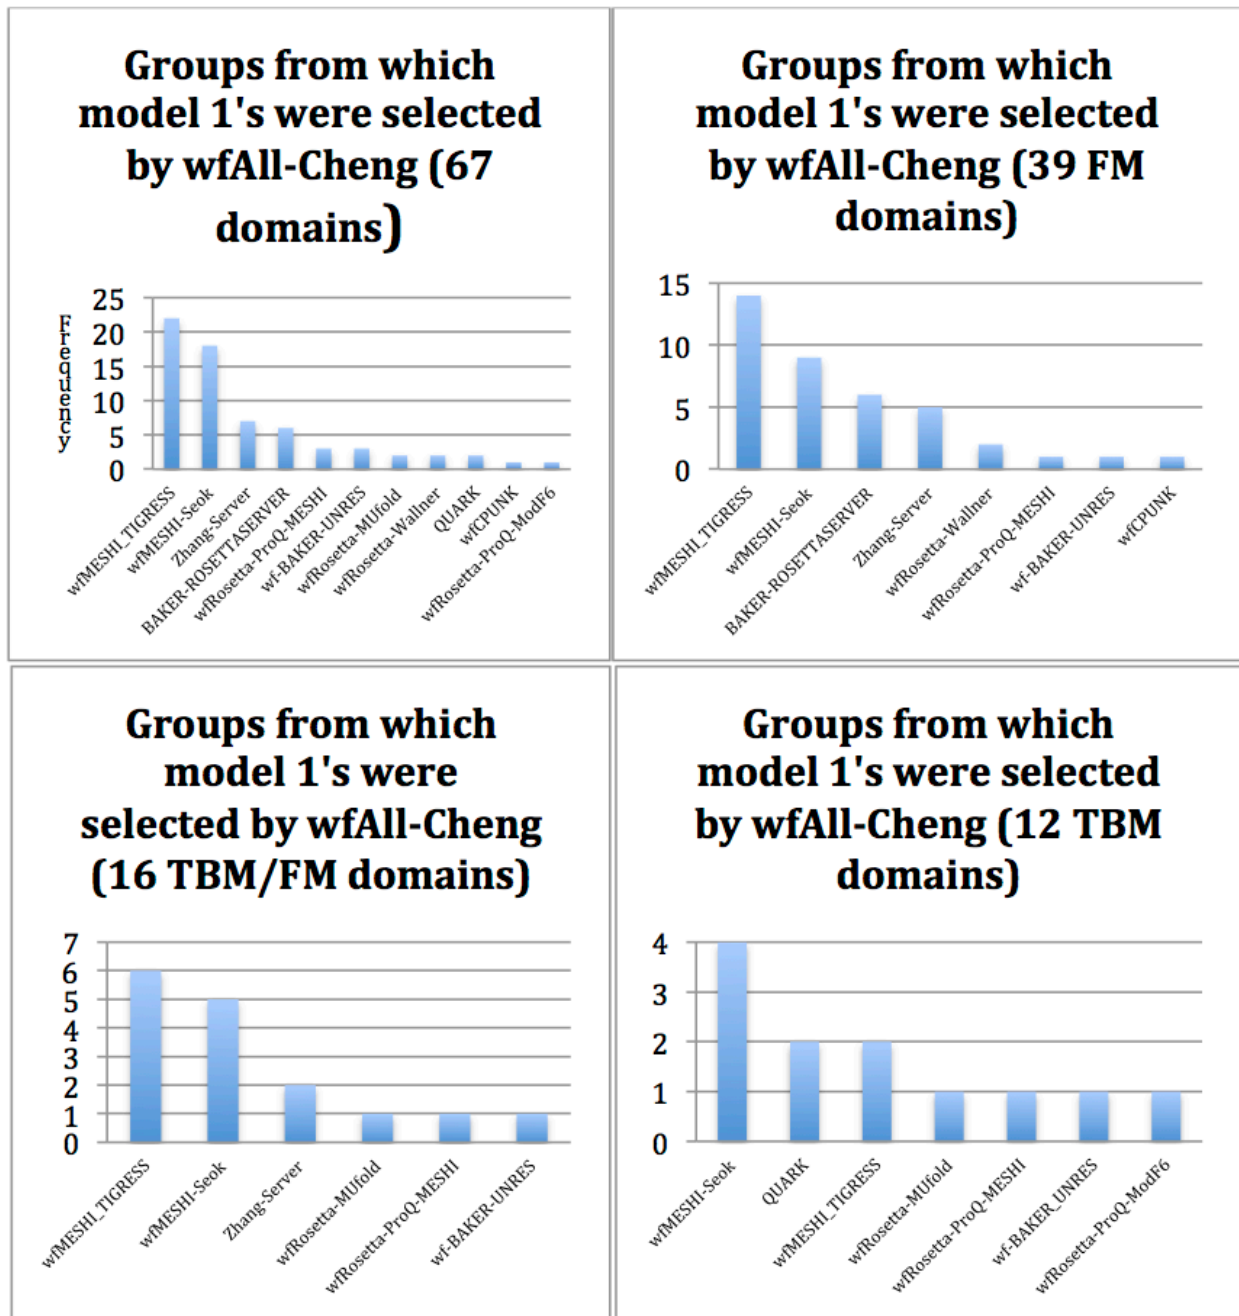 Groups from which
model 1's were selected
by wfAll-Cheng (67
domains)
Frequency
25
20
15
10
5
0
wfMESHI_TIGRESS
wfMESHI-Seok
Zhang-Server
BAKER-ROSETTASERVER
wfRosetta-ProQ-MESHI
wf-BAKER-UNRES
wfRosetta-MUfold
wfRosetta-Wallner
QUARK
wfCPUNK
wfRosetta-ProQ-ModF6
Groups from which
model 1's were selected
by wfAll-Cheng (39 FM
domains)
15
10
5
0
wfMESHI_TIGRESS
wfMESHI-Seok
BAKER-ROSETTASERVER
Zhang-Server
wfRosetta-Wallner
wfRosetta-ProQ-MESHI
wf-BAKER-UNRES
wfCPUNK
Groups from which
model 1's were
selected by wfAll-Cheng
(16 TBM/FM domains)
7
6
5
4
3
2
1
0
wfMESHI_TIGRESS
wfMESHI-Seok
Zhang-Server
wfRosetta-MUfold
wfRosetta-ProQ-MESHI
wf-BAKER-UNRES
Groups from which
model 1's were selected
by wfAll-Cheng (12 TBM
domains)
4
3
2
1
0
wfMESHI-Seok
QUARK
wfMESHI_TIGRESS
wfRosetta-MUfold
wfRosetta-ProQ-MESHI
wf-BAKER_UNRES
wfRosetta-ProQ-ModF6